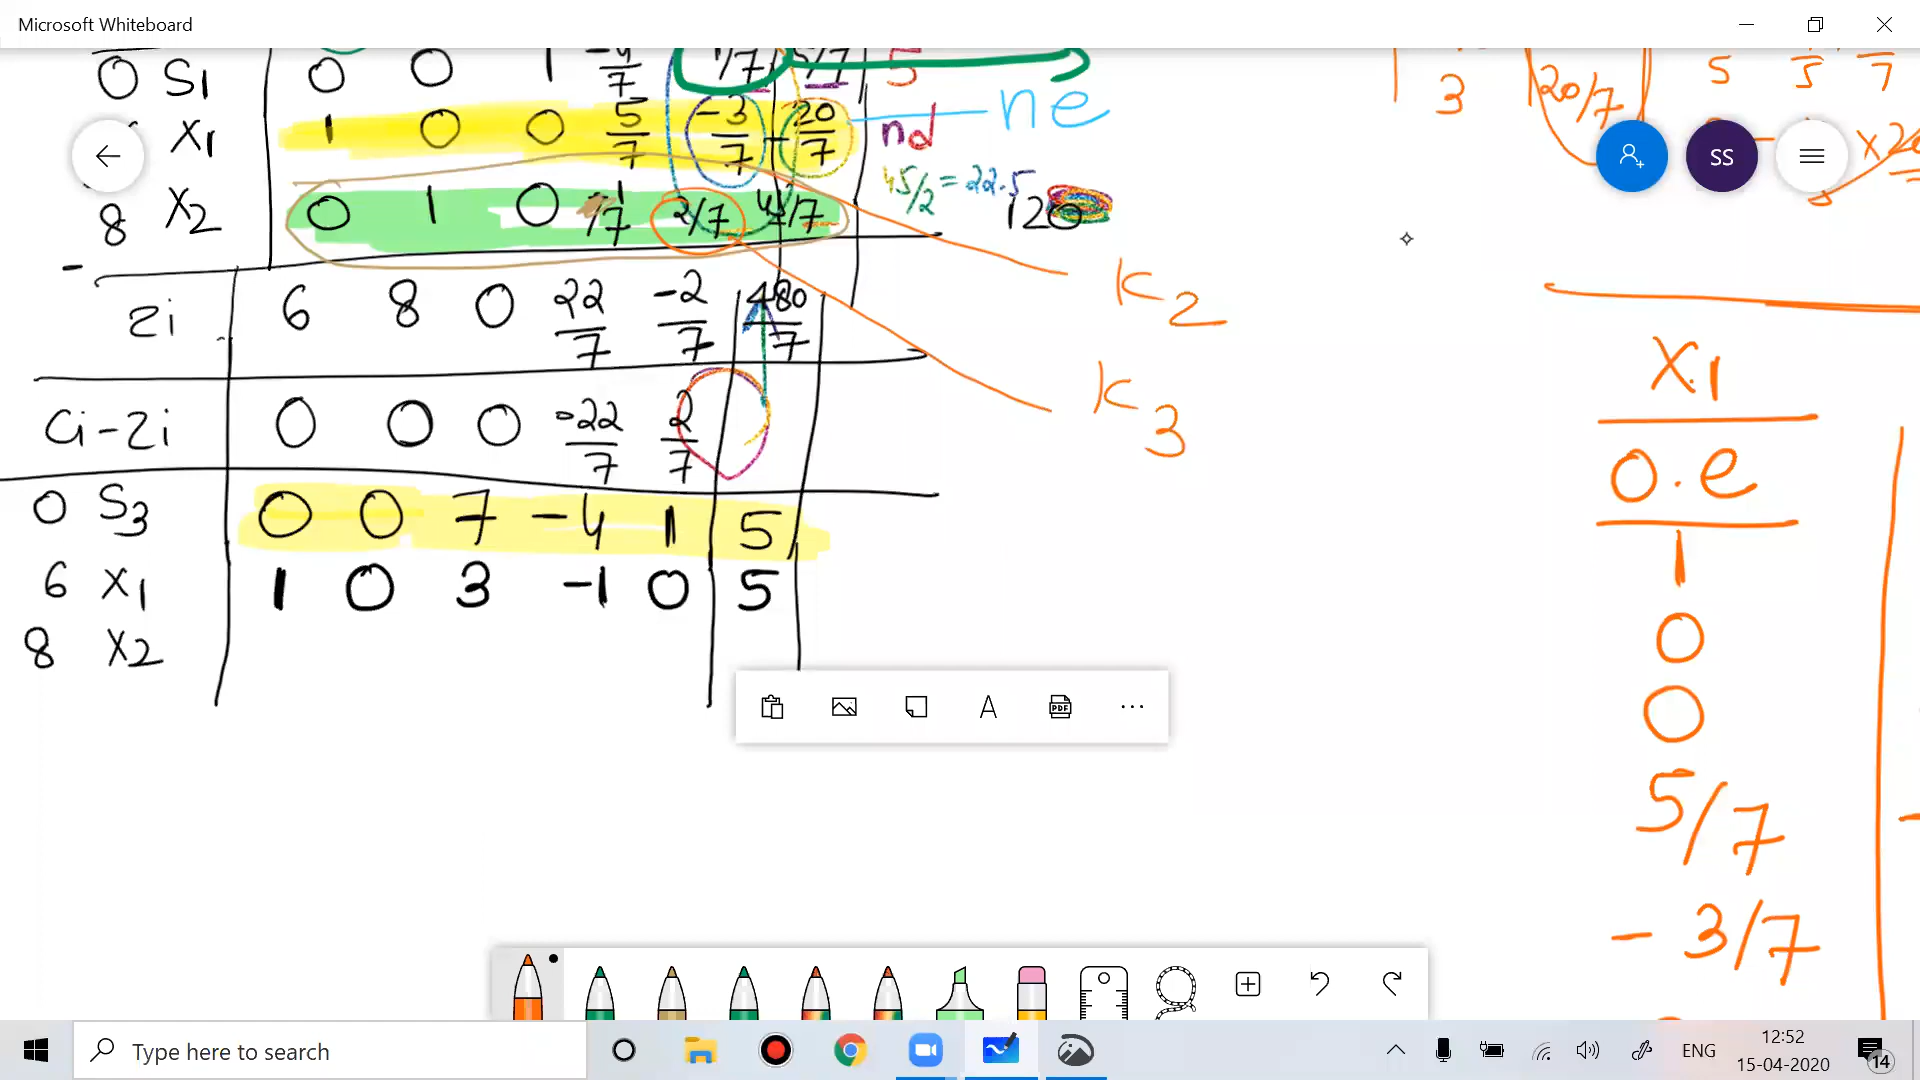 Microsoft Whiteboard
0 S1 0 0 1 -4/7 1/7 5/7 5
X1 1 0 0 5/7 -3/7 20/7 nd ne
45/2 = 22.5
8 X2 0 1 0 1/7 2/7 45/7 120
K2
K3
Zi 6 8 0 22/7 -2/7 480/7
Ci-Zi 0 0 0 -22/7 2/7
0 S3 0 0 7 -4 1 5
6 X1 1 0 3 -1 0 5
8 X2
3 20/7 5 5 7
SS
X1
O.e
1
0
0
5/7
- 3/7
PDF
Type here to search
ENG
12:52
15-04-2020
14